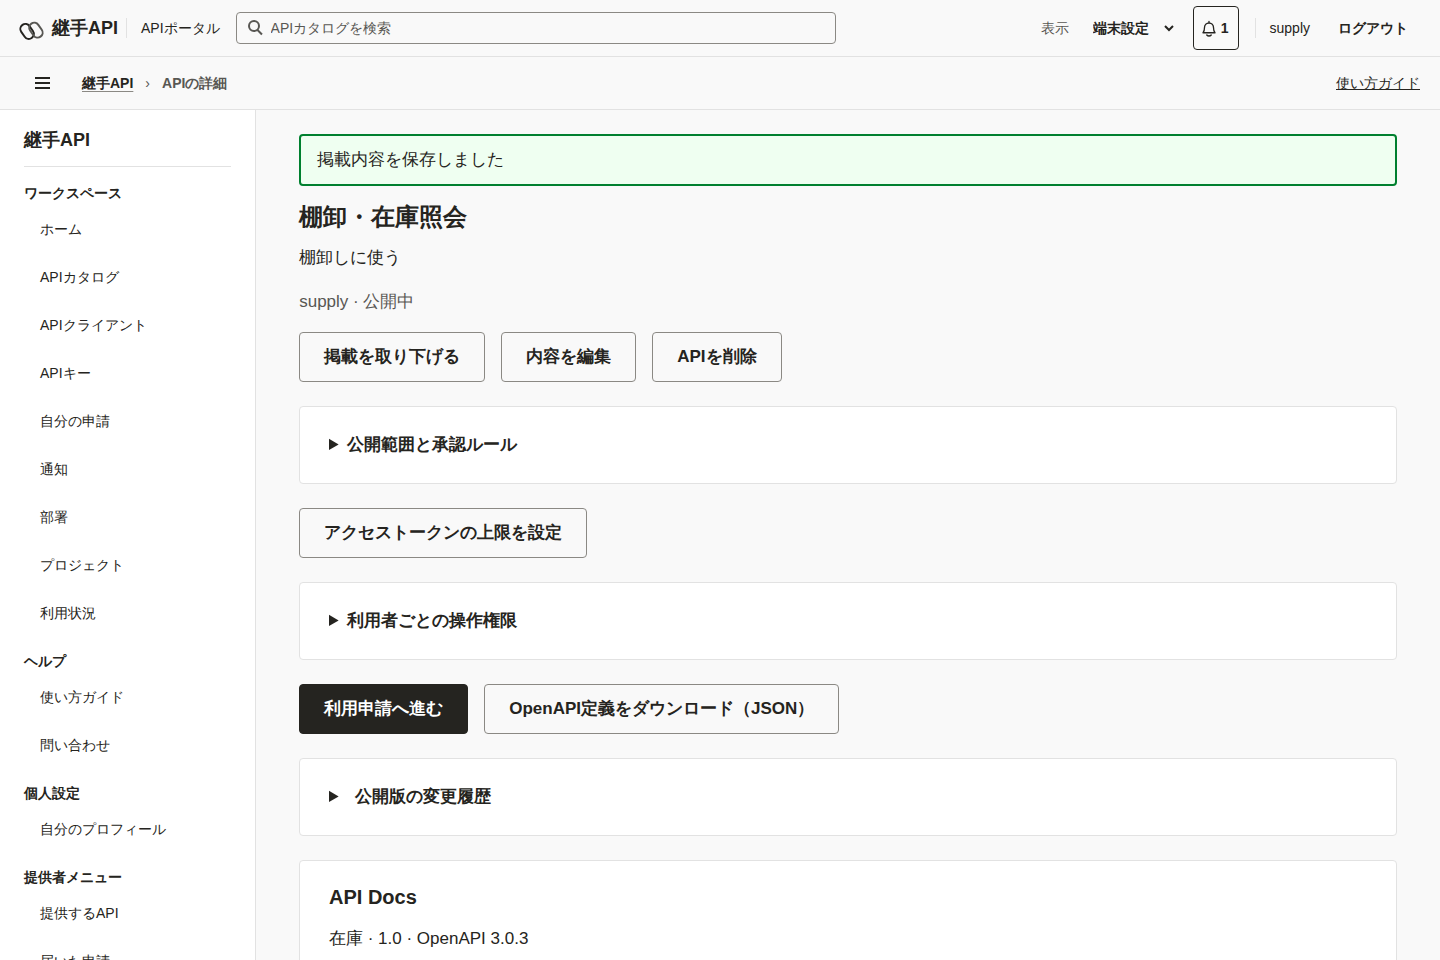 継手API
APIポータル
APIカタログを検索
表示
端末設定
1
supply
ログアウト
継手API › APIの詳細
使い方ガイド
継手API
ワークスペース
ホーム
APIカタログ
APIクライアント
APIキー
自分の申請
通知
部署
プロジェクト
利用状況
ヘルプ
使い方ガイド
問い合わせ
個人設定
自分のプロフィール
提供者メニュー
提供するAPI
届いた申請
掲載内容を保存しました
棚卸・在庫照会
棚卸しに使う
supply · 公開中
掲載を取り下げる
内容を編集
APIを削除
公開範囲と承認ルール
アクセストークンの上限を設定
利用者ごとの操作権限
利用申請へ進む
OpenAPI定義をダウンロード（JSON）
公開版の変更履歴
API Docs
在庫 · 1.0 · OpenAPI 3.0.3